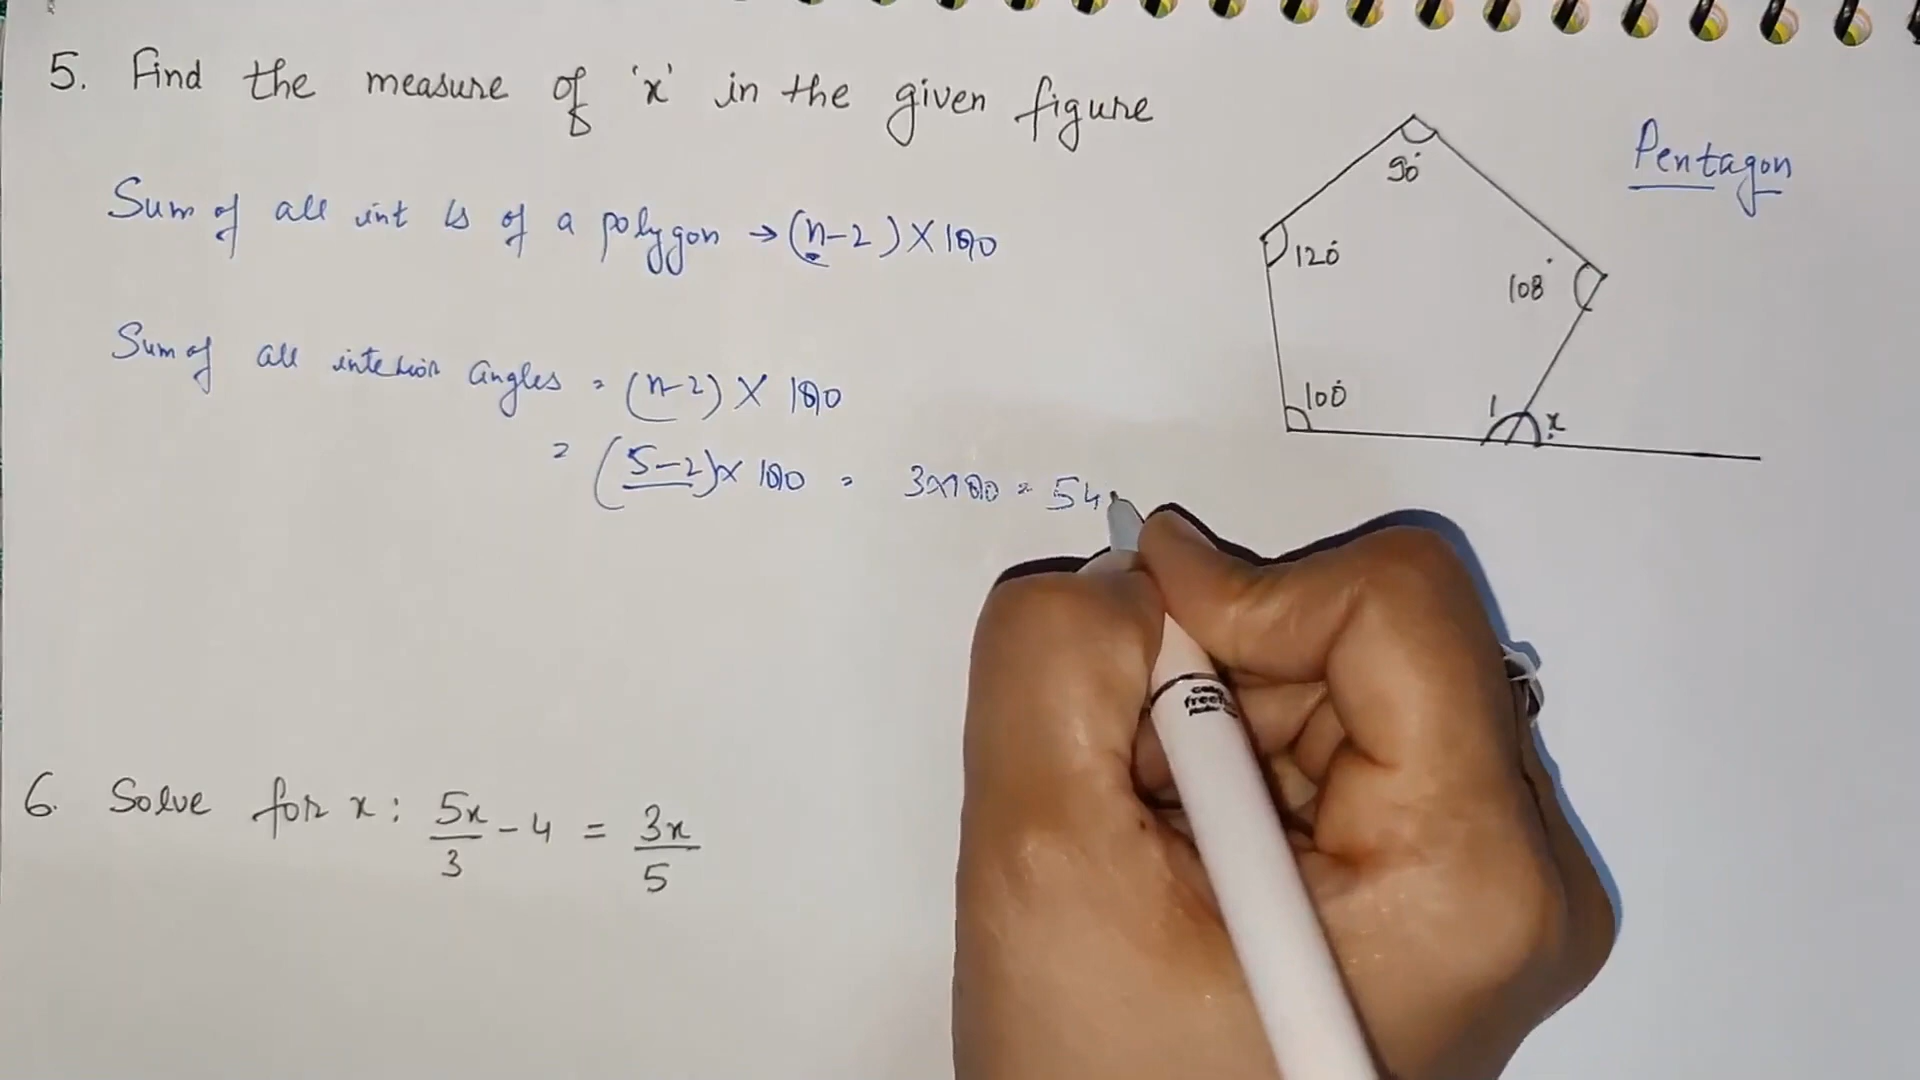 5. Find the measure of 'x' in the given figure
Pentagon
90°
Sum of all int ∠s of a polygon → (n-2) × 180
120°
108°
Sum of all interior angles = (n-2) × 180
100°
1
x
= (5-2) × 180 = 3×180 = 54
6. Solve for x: 5x/3 - 4 = 3x/5